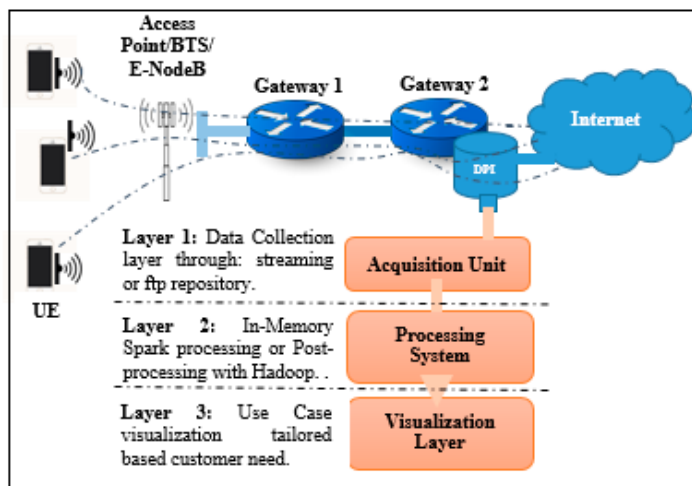 Access
Point/BTS/
E-NodeB
Gateway 1
Gateway 2
Internet
DPI
UE
Layer 1: Data Collection
layer through: streaming
or ftp repository.
Acquisition Unit
Layer 2: In-Memory
Spark processing or Post-
processing with Hadoop. .
Processing
System
Layer 3: Use Case
visualization tailored
based customer need.
Visualization
Layer